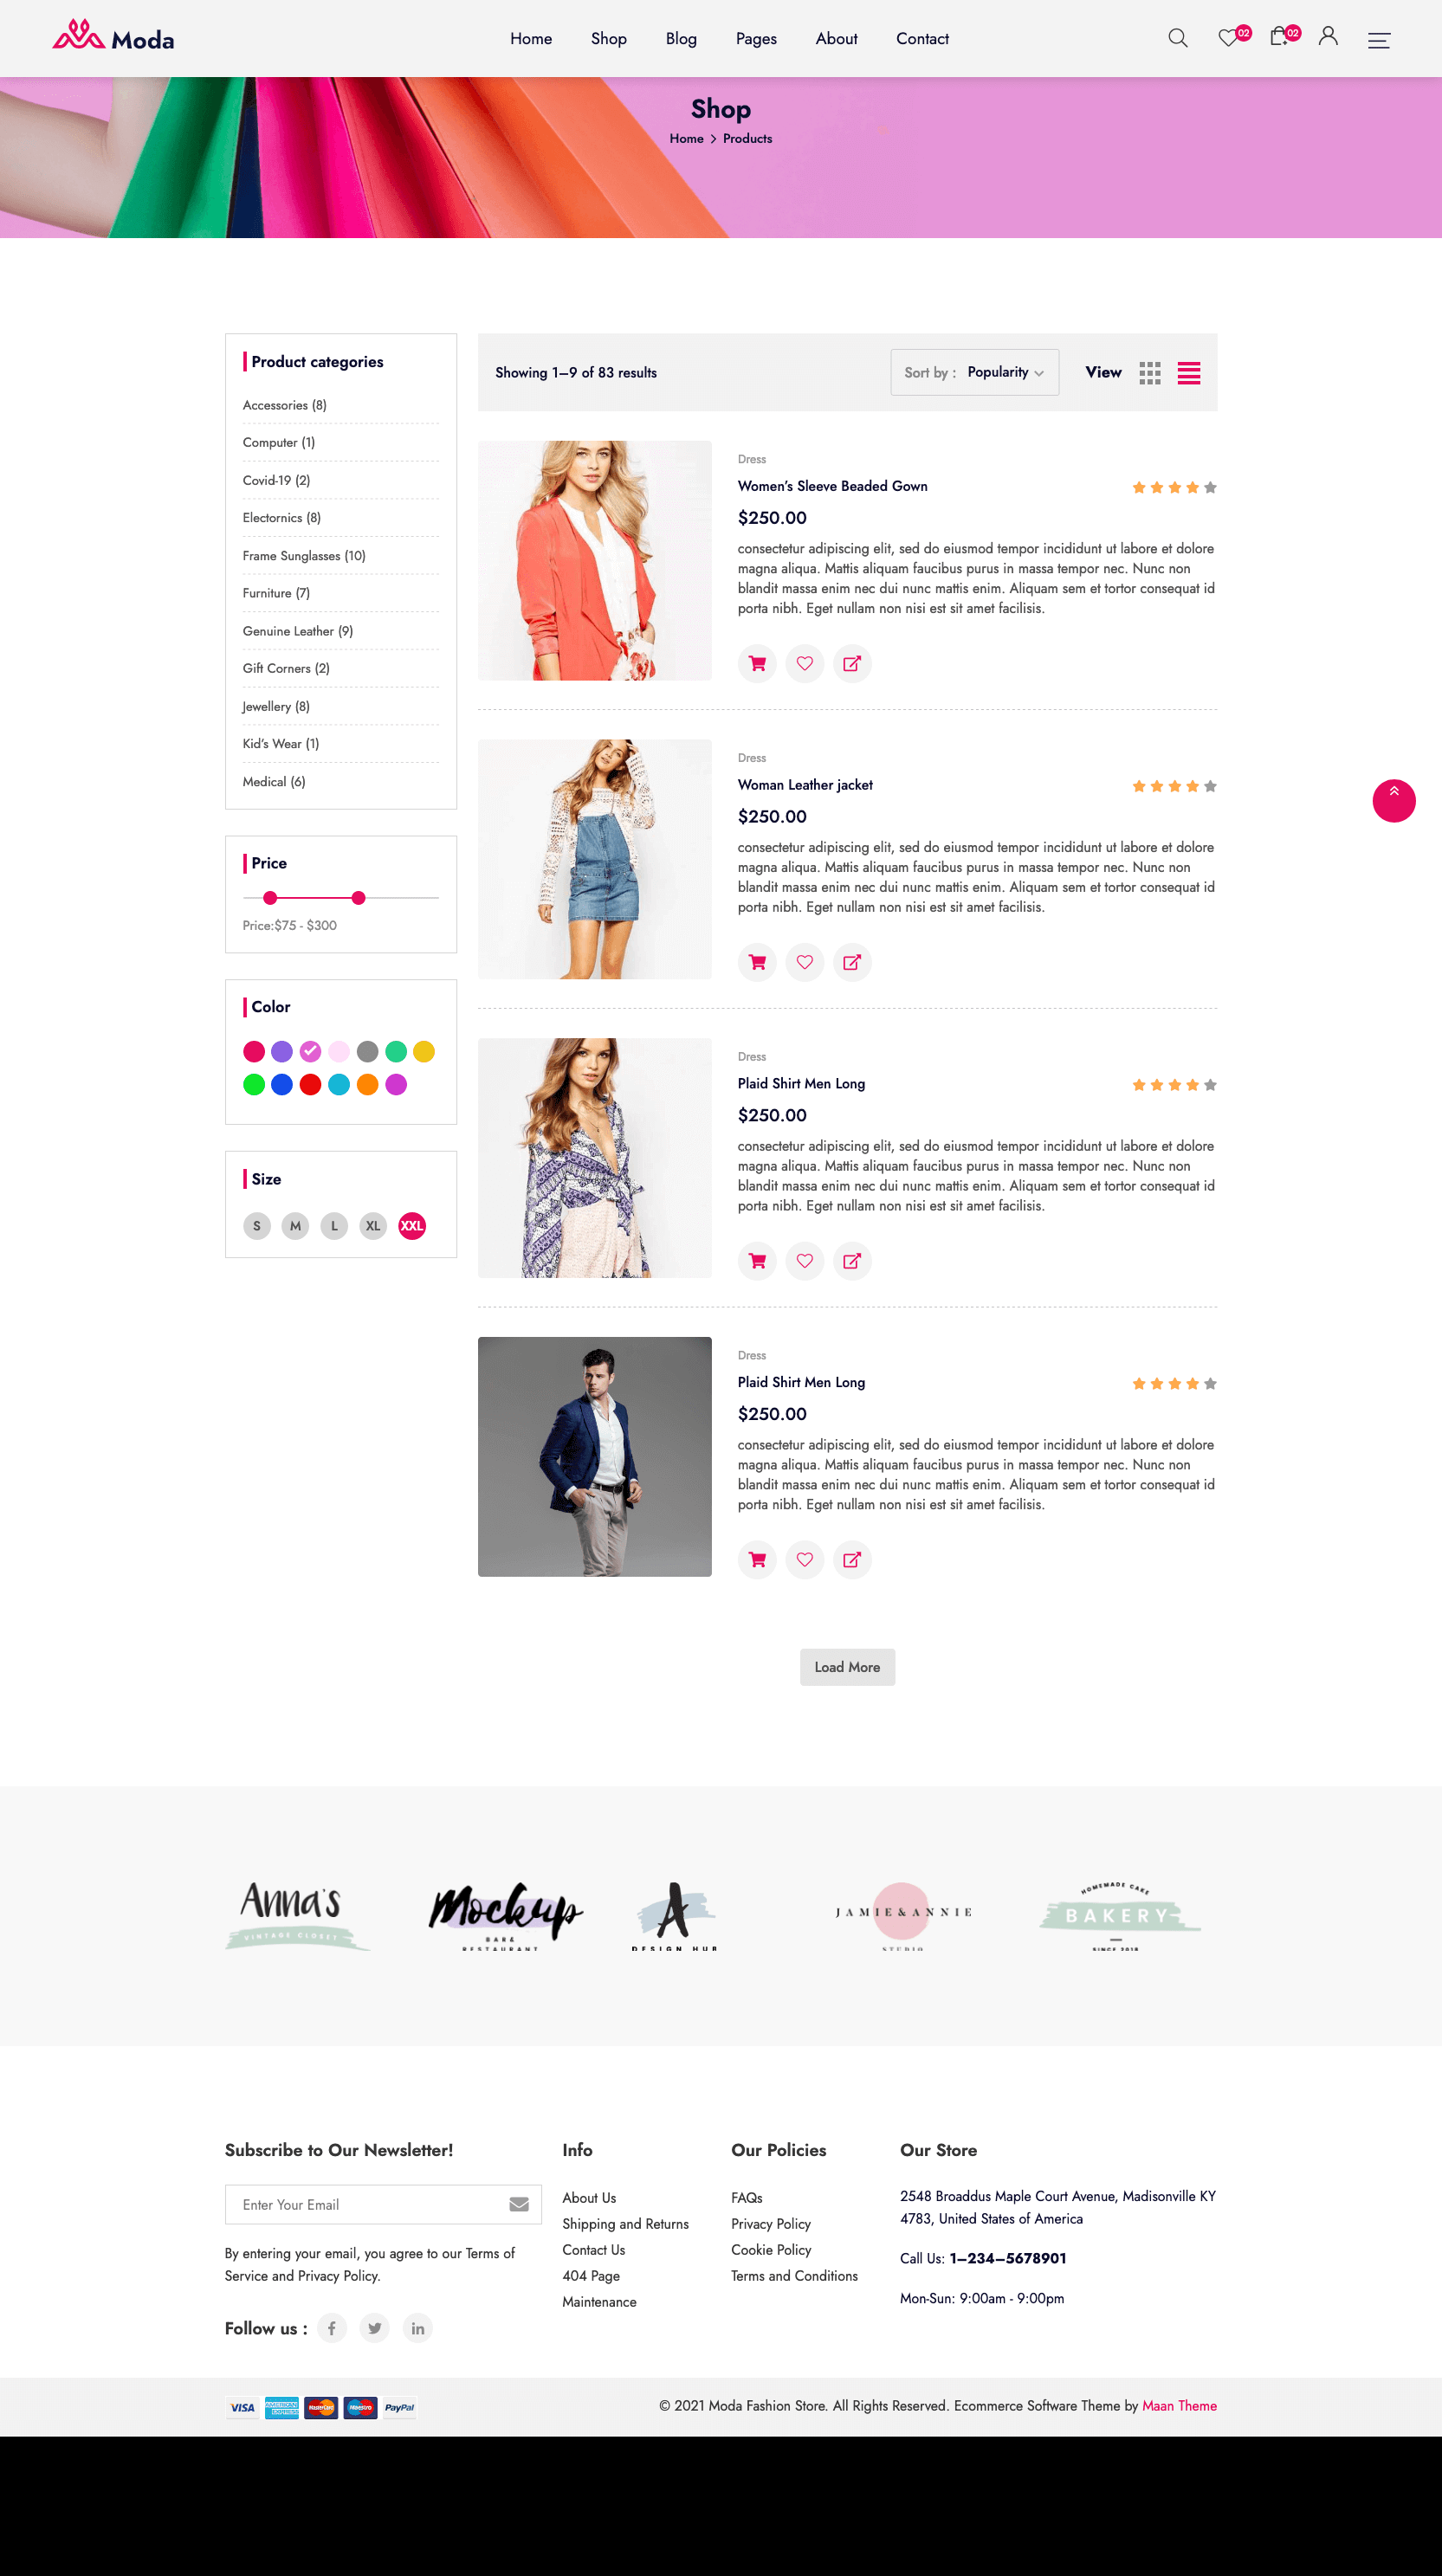 Moda
Home
Shop
Blog
Pages
About
Contact
02
02
Shop
Home
Products
Product categories
Accessories (8)
Computer (1)
Covid-19 (2)
Electornics (8)
Frame Sunglasses (10)
Furniture (7)
Genuine Leather (9)
Gift Corners (2)
Jewellery (8)
Kid's Wear (1)
Medical (6)
Price
Price:$75 - $300
Color
Size
S
M
L
XL
XXL
Showing 1–9 of 83 results
Sort by :
Popularity
View
Dress
Women's Sleeve Beaded Gown
$250.00
consectetur adipiscing elit, sed do eiusmod tempor incididunt ut labore et dolore
magna aliqua. Mattis aliquam faucibus purus in massa tempor nec. Nunc non
blandit massa enim nec dui nunc mattis enim. Aliquam sem et tortor consequat id
porta nibh. Eget nullam non nisi est sit amet facilisis.
Dress
Woman Leather jacket
$250.00
consectetur adipiscing elit, sed do eiusmod tempor incididunt ut labore et dolore
magna aliqua. Mattis aliquam faucibus purus in massa tempor nec. Nunc non
blandit massa enim nec dui nunc mattis enim. Aliquam sem et tortor consequat id
porta nibh. Eget nullam non nisi est sit amet facilisis.
Dress
Plaid Shirt Men Long
$250.00
consectetur adipiscing elit, sed do eiusmod tempor incididunt ut labore et dolore
magna aliqua. Mattis aliquam faucibus purus in massa tempor nec. Nunc non
blandit massa enim nec dui nunc mattis enim. Aliquam sem et tortor consequat id
porta nibh. Eget nullam non nisi est sit amet facilisis.
Dress
Plaid Shirt Men Long
$250.00
consectetur adipiscing elit, sed do eiusmod tempor incididunt ut labore et dolore
magna aliqua. Mattis aliquam faucibus purus in massa tempor nec. Nunc non
blandit massa enim nec dui nunc mattis enim. Aliquam sem et tortor consequat id
porta nibh. Eget nullam non nisi est sit amet facilisis.
Load More
Anna's
VINTAGE CLOSET
Mockup
BAR &
RESTAURANT
A
DESIGN HUB
JAMIE & ANNIE
STUDIO
HOMEMADE CAKE
BAKERY
SINCE 2018
Subscribe to Our Newsletter!
Enter Your Email
By entering your email, you agree to our Terms of
Service and Privacy Policy.
Follow us :
Info
About Us
Shipping and Returns
Contact Us
404 Page
Maintenance
Our Policies
FAQs
Privacy Policy
Cookie Policy
Terms and Conditions
Our Store
2548 Broaddus Maple Court Avenue, Madisonville KY
4783, United States of America
Call Us: 1–234–5678901
Mon-Sun: 9:00am - 9:00pm
VISA
AMERICAN EXPRESS
MasterCard
Maestro
PayPal
© 2021 Moda Fashion Store. All Rights Reserved. Ecommerce Software Theme by Maan Theme